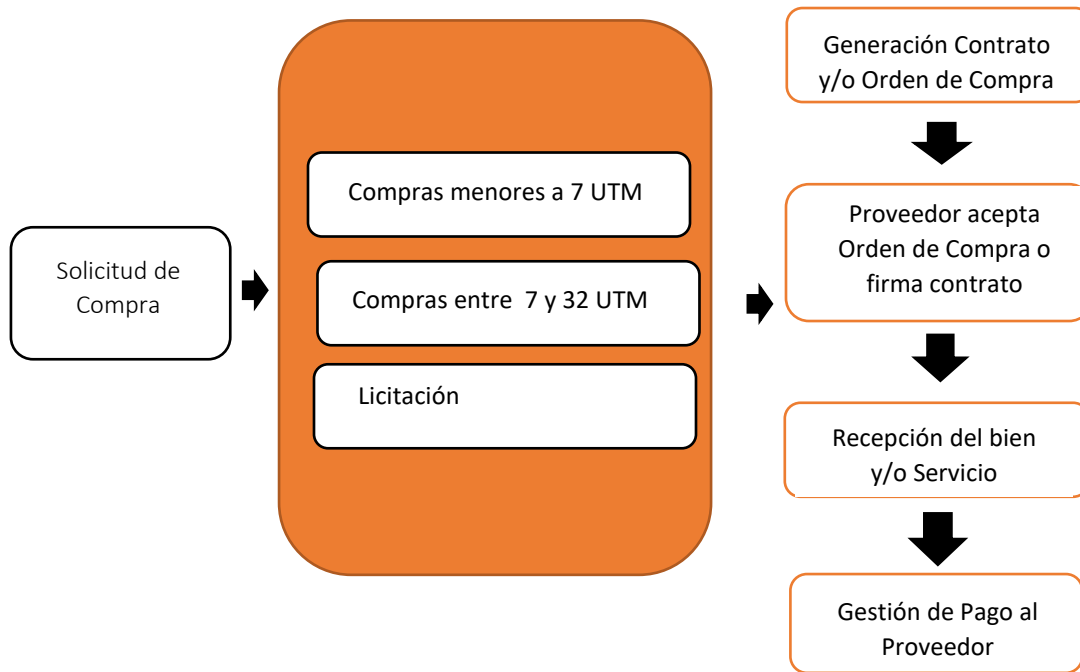 Solicitud de
Compra
Compras menores a 7 UTM
Compras entre 7 y 32 UTM
Licitación
Generación Contrato
y/o Orden de Compra
Proveedor acepta
Orden de Compra o
firma contrato
Recepción del bien
y/o Servicio
Gestión de Pago al
Proveedor